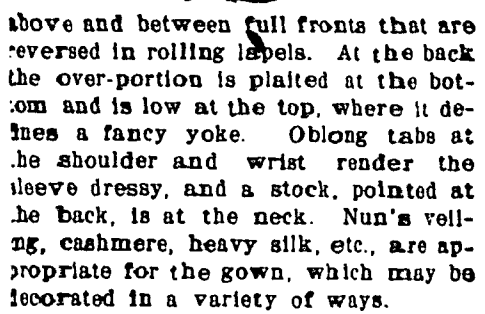 above and between full fronts that are
reversed in rolling lapels. At the back
the over-portion is plaited at the bot-
tom and is low at the top, where it de-
fines a fancy yoke. Oblong tabs at
the shoulder and wrist render the
sleeve dressy, and a stock, pointed at
the back, is at the neck. Nun's veil-
ing, cashmere, heavy silk, etc., are ap-
propriate for the gown, which may be
decorated in a variety of ways.